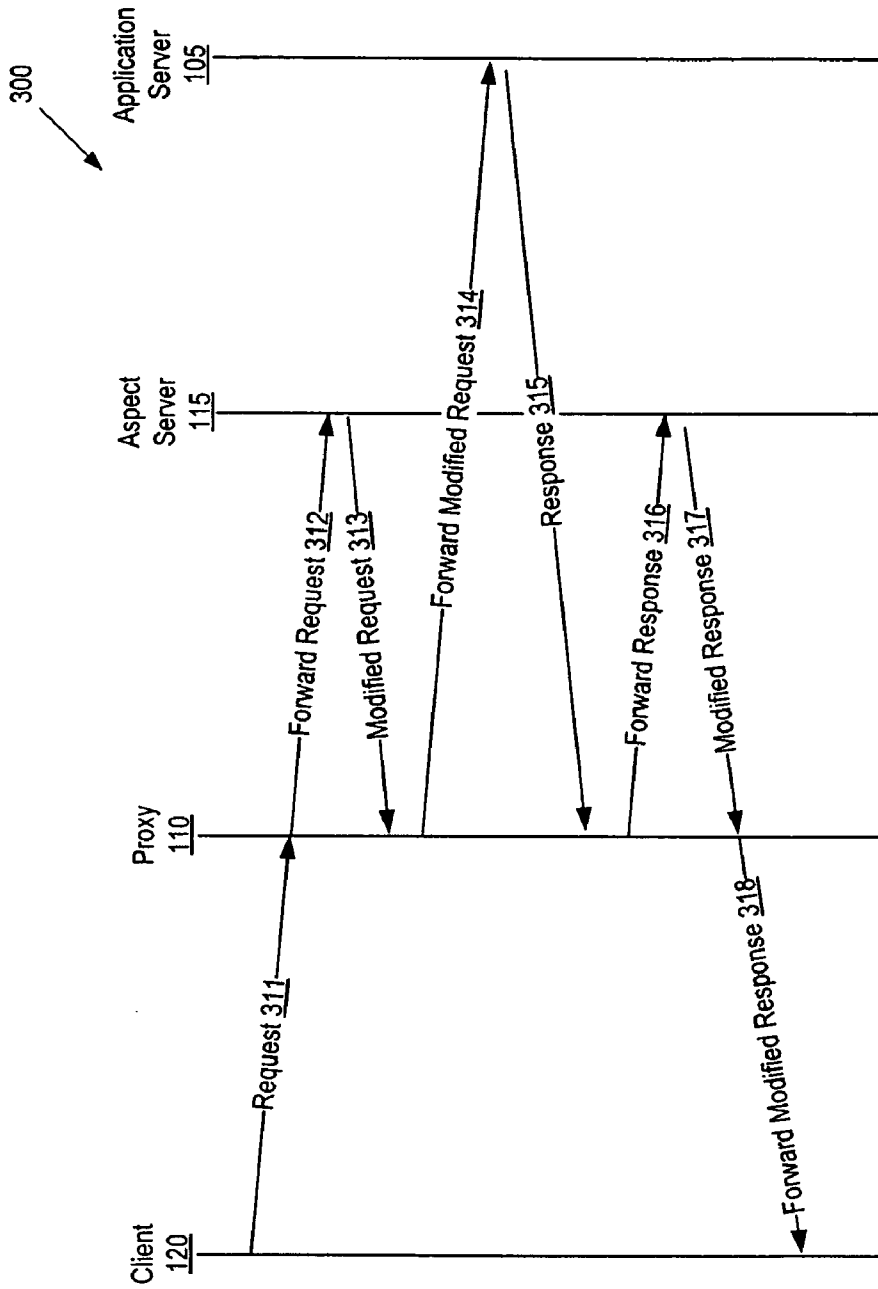 300
Client
120
Proxy
110
Aspect
Server
115
Application
Server
105
Request 311
Forward Request 312
Modified Request 313
Forward Modified Request 314
Response 315
Forward Response 316
Modified Response 317
Forward Modified Response 318